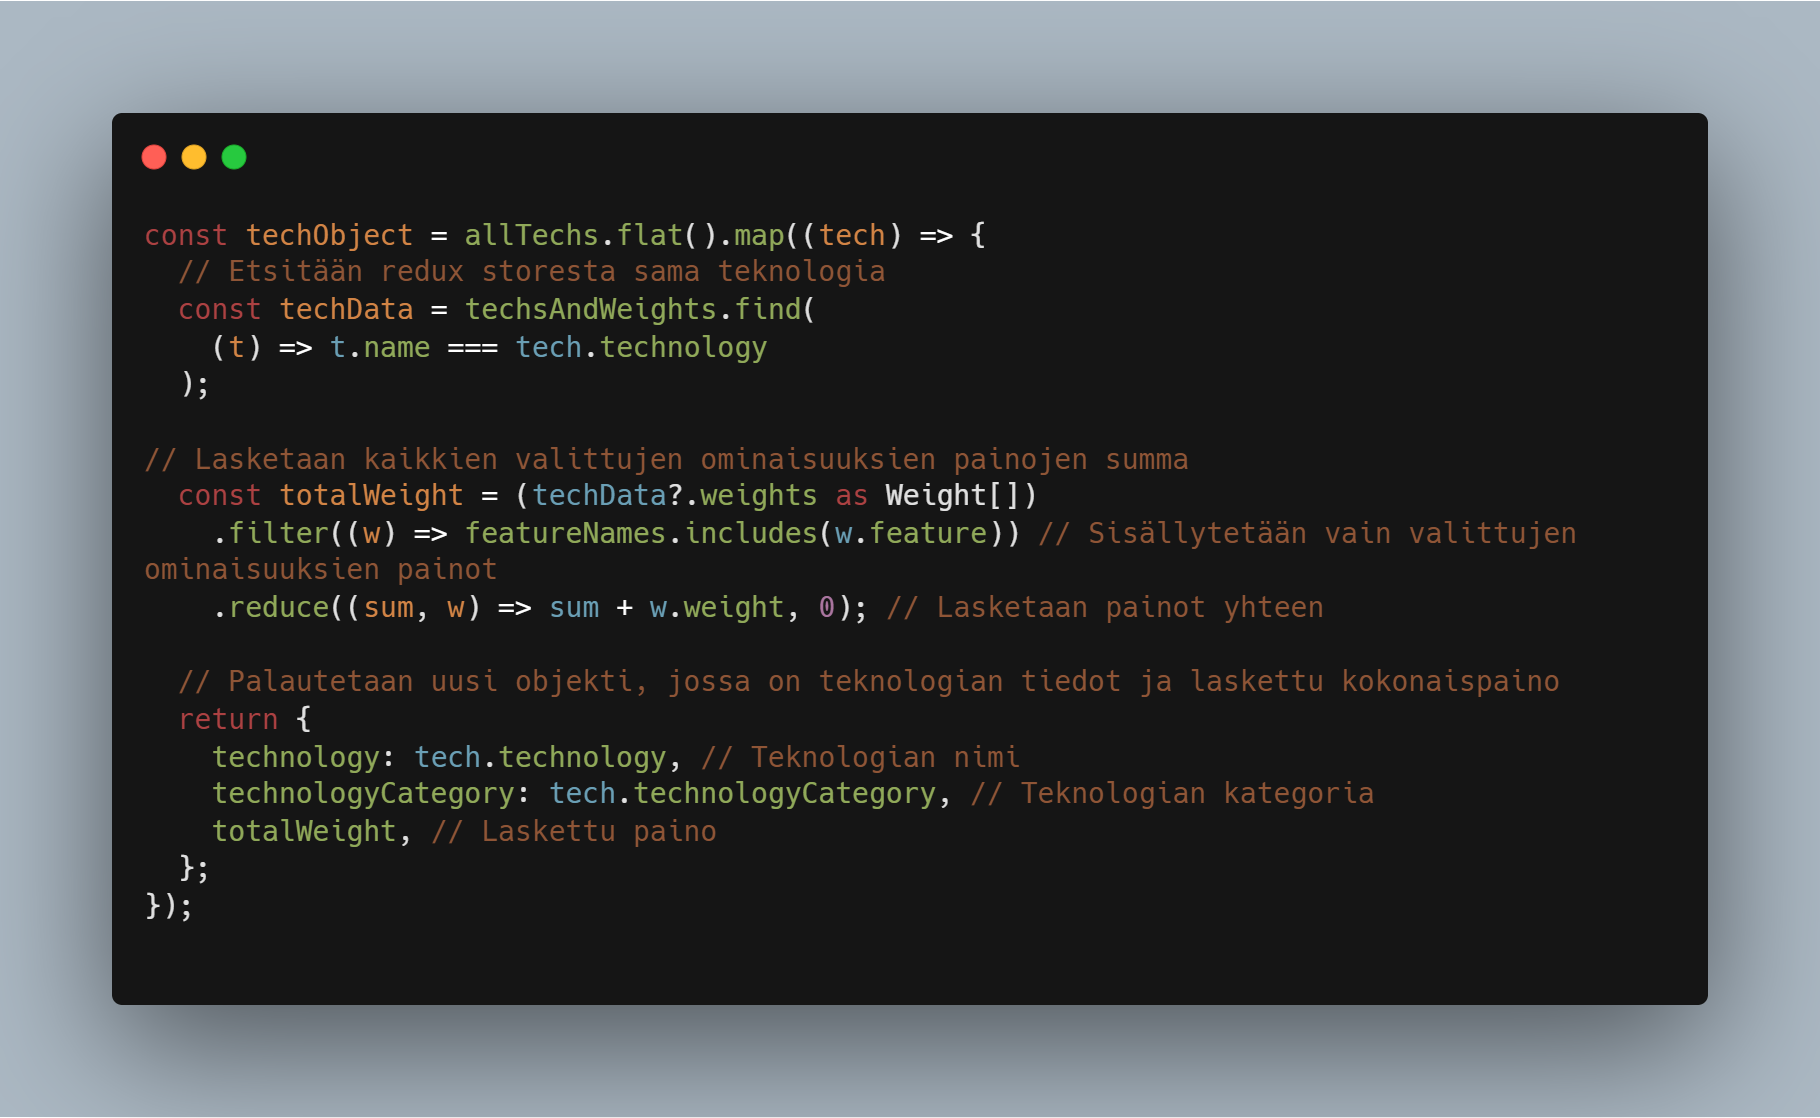 const techObject = allTechs.flat().map((tech) => {
  // Etsitään redux storesta sama teknologia
  const techData = techsAndWeights.find(
    (t) => t.name === tech.technology
  );

// Lasketaan kaikkien valittujen ominaisuuksien painojen summa
  const totalWeight = (techData?.weights as Weight[])
    .filter((w) => featureNames.includes(w.feature)) // Sisällytetään vain valittujen
ominaisuuksien painot
    .reduce((sum, w) => sum + w.weight, 0); // Lasketaan painot yhteen

  // Palautetaan uusi objekti, jossa on teknologian tiedot ja laskettu kokonaispaino
  return {
    technology: tech.technology, // Teknologian nimi
    technologyCategory: tech.technologyCategory, // Teknologian kategoria
    totalWeight, // Laskettu paino
  };
});